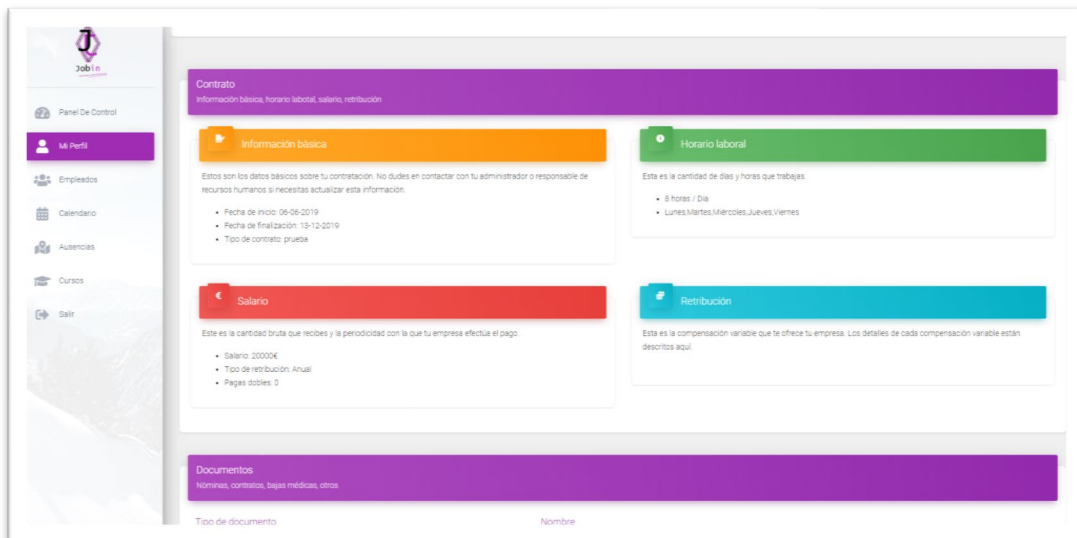 Jobin
Panel De Control
Mi Perfil
Empleados
Calendario
Ausencias
Cursos
Salir
Contrato
Información básica, horario labotal, salario, retribución
Información básica
Estos son los datos básicos sobre tu contratación. No dudes en contactar con tu administrador o responsable de
recursos humanos si necesitas actualizar esta información.
• Fecha de inicio: 06-06-2019
• Fecha de finalización: 13-12-2019
• Tipo de contrato: prueba
Horario laboral
Esta es la cantidad de días y horas que trabajas.
• 8 horas / Dia
• Lunes,Martes,Miércoles,Jueves,Viernes
€ Salario
Este es la cantidad bruta que recibes y la periodicidad con la que tu empresa efectúa el pago.
• Salario: 20000€
• Tipo de retribución: Anual
• Pagas dobles: 0
Retribución
Esta es la compensación variable que te ofrece tu empresa. Los detalles de cada compensación variable están
descritos aquí.
Documentos
Nóminas, contratos, bajas médicas, otros
Tipo de documento
Nombre